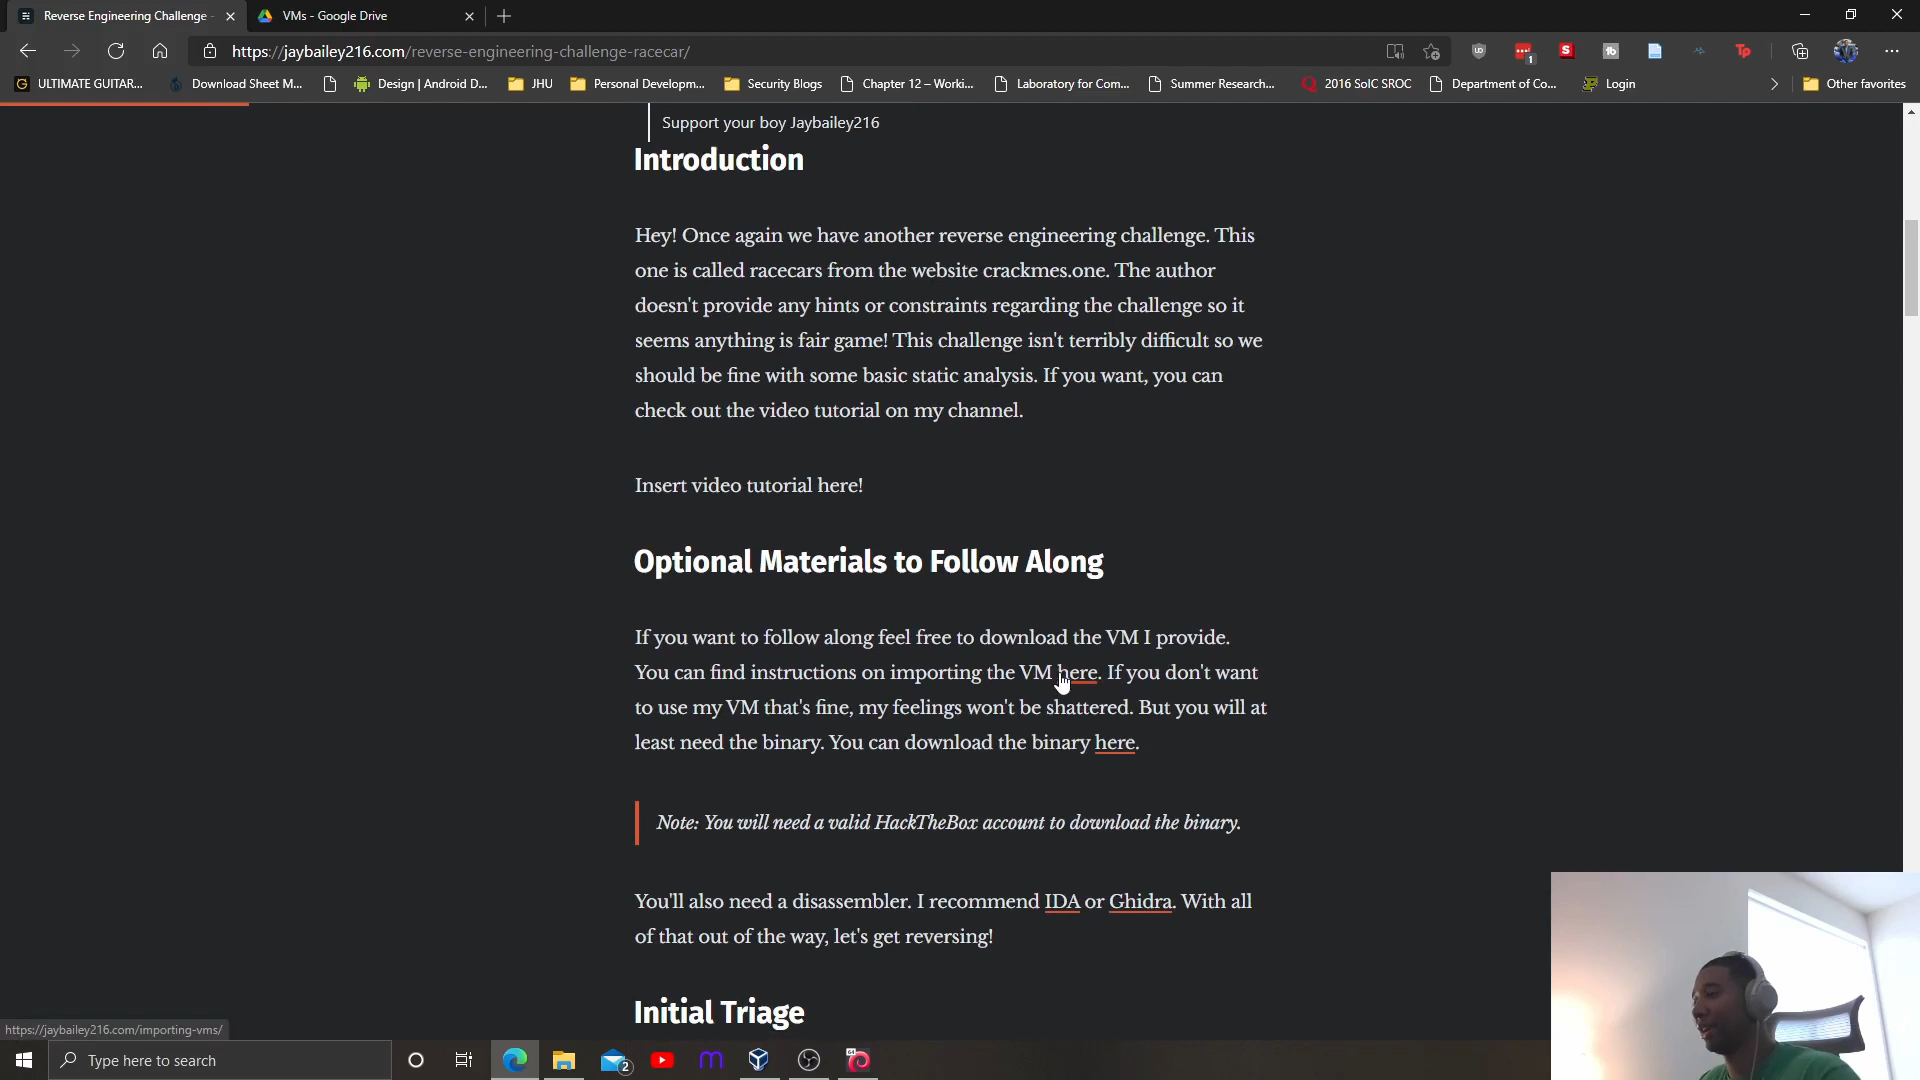 Reverse Engineering Challenge -
VMs - Google Drive
https://jaybailey216.com/reverse-engineering-challenge-racecar/
ULTIMATE GUITAR...
Download Sheet M...
Design | Android D...
JHU
Personal Developm...
Security Blogs
Chapter 12 – Worki...
Laboratory for Com...
Summer Research...
2016 SoIC SROC
Department of Co...
Login
Other favorites
Support your boy Jaybailey216
Introduction
Hey! Once again we have another reverse engineering challenge. This
one is called racecars from the website crackmes.one. The author
doesn't provide any hints or constraints regarding the challenge so it
seems anything is fair game! This challenge isn't terribly difficult so we
should be fine with some basic static analysis. If you want, you can
check out the video tutorial on my channel.
Insert video tutorial here!
Optional Materials to Follow Along
If you want to follow along feel free to download the VM I provide.
You can find instructions on importing the VM here. If you don't want
to use my VM that's fine, my feelings won't be shattered. But you will at
least need the binary. You can download the binary here.
Note: You will need a valid HackTheBox account to download the binary.
You'll also need a disassembler. I recommend IDA or Ghidra. With all
of that out of the way, let's get reversing!
Initial Triage
https://jaybailey216.com/importing-vms/
Type here to search
2